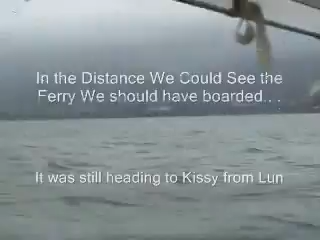 In the Distance We Could See the
Ferry We should have boarded. . .
It was still heading to Kissy from Lun